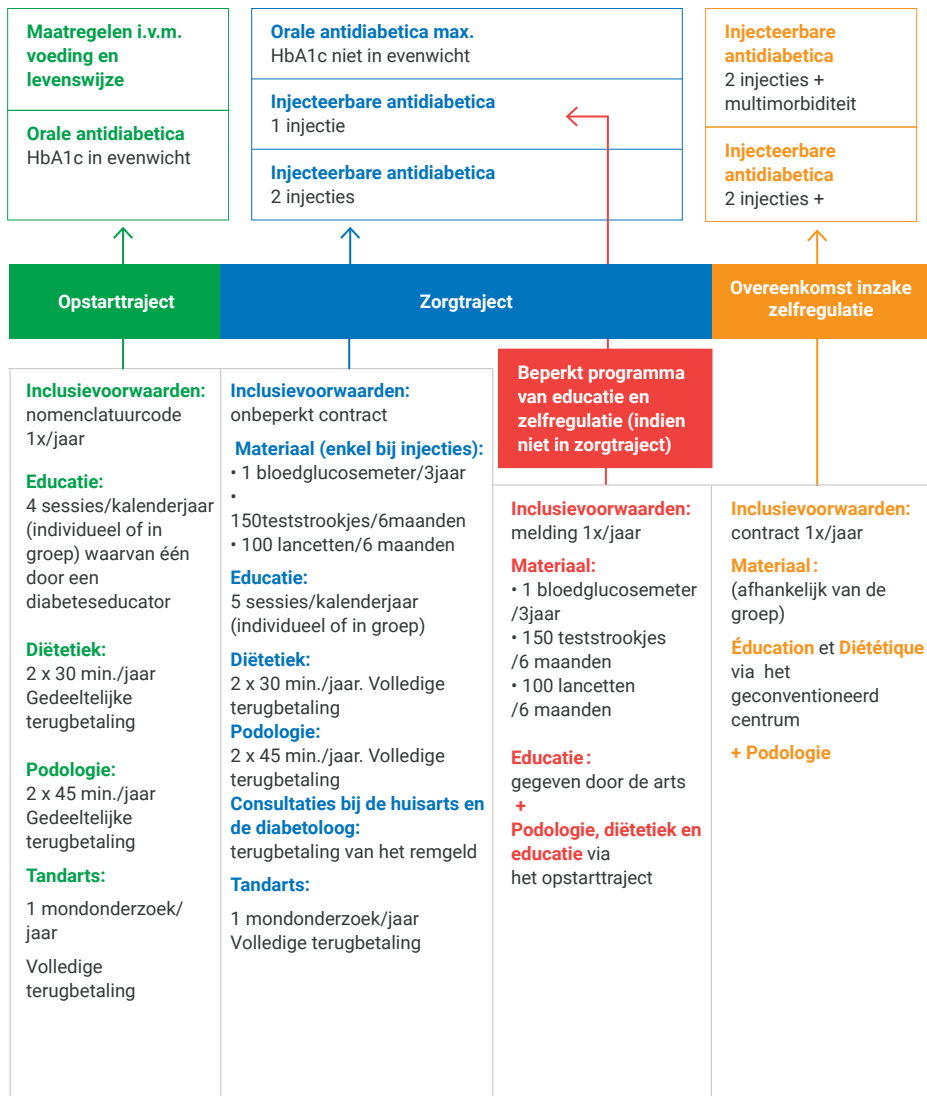 Maatregelen i.v.m.
voeding en
levenswijze
Orale antidiabetica
HbA1c in evenwicht
Orale antidiabetica max.
HbA1c niet in evenwicht
Injecteerbare antidiabetica
1 injectie
Injecteerbare antidiabetica
2 injecties
Injecteerbare
antidiabetica
2 injecties +
multimorbiditeit
Injecteerbare
antidiabetica
2 injecties +
Opstarttraject
Zorgtraject
Overeenkomst inzake
zelfregulatie
Inclusievoorwaarden:
nomenclatuurcode
1x/jaar
Educatie:
4 sessies/kalenderjaar
(individueel of in
groep) waarvan één
door een
diabeteseducator
Diëtetiek:
2 x 30 min./jaar
Gedeeltelijke
terugbetaling
Podologie:
2 x 45 min./jaar
Gedeeltelijke
terugbetaling
Tandarts:
1 mondonderzoek/
jaar
Volledige
terugbetaling
Inclusievoorwaarden:
onbeperkt contract
Materiaal (enkel bij injecties):
• 1 bloedglucosemeter/3jaar
•
150teststrookjes/6maanden
• 100 lancetten/6 maanden
Educatie:
5 sessies/kalenderjaar
(individueel of in groep)
Diëtetiek:
2 x 30 min./jaar. Volledige
terugbetaling
Podologie:
2 x 45 min./jaar. Volledige
terugbetaling
Consultaties bij de huisarts en
de diabetoloog:
terugbetaling van het remgeld
Tandarts:
1 mondonderzoek/jaar
Volledige terugbetaling
Beperkt programma
van educatie en
zelfregulatie (indien
niet in zorgtraject)
Inclusievoorwaarden:
melding 1x/jaar
Materiaal:
• 1 bloedglucosemeter
/3jaar
• 150 teststrookjes
/6 maanden
• 100 lancetten
/6 maanden
Educatie:
gegeven door de arts
+
Podologie, diëtetiek en
educatie via
het opstarttraject
Inclusievoorwaarden:
contract 1x/jaar
Materiaal:
(afhankelijk van de
groep)
Éducation et Diététique
via het
geconventioneerd
centrum
+ Podologie